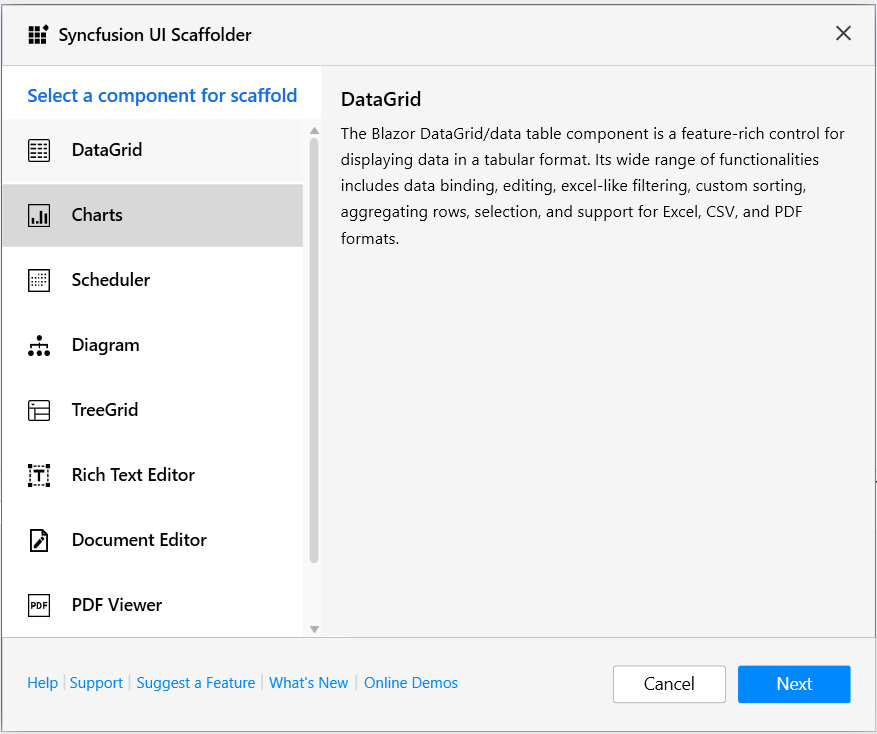 Syncfusion UI Scaffolder
Select a component for scaffold
DataGrid
Charts
Scheduler
Diagram
TreeGrid
Rich Text Editor
Document Editor
PDF
PDF Viewer
DataGrid
The Blazor DataGrid/data table component is a feature-rich control for
displaying data in a tabular format. Its wide range of functionalities
includes data binding, editing, excel-like filtering, custom sorting,
aggregating rows, selection, and support for Excel, CSV, and PDF
formats.
Help | Support | Suggest a Feature | What's New | Online Demos
Cancel
Next